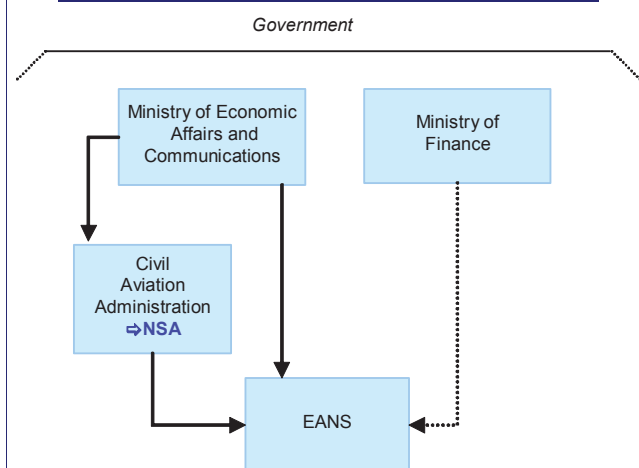 Government
Ministry of Economic
Affairs and
Communications
Ministry of
Finance
Civil
Aviation
Administration
⇨NSA
EANS